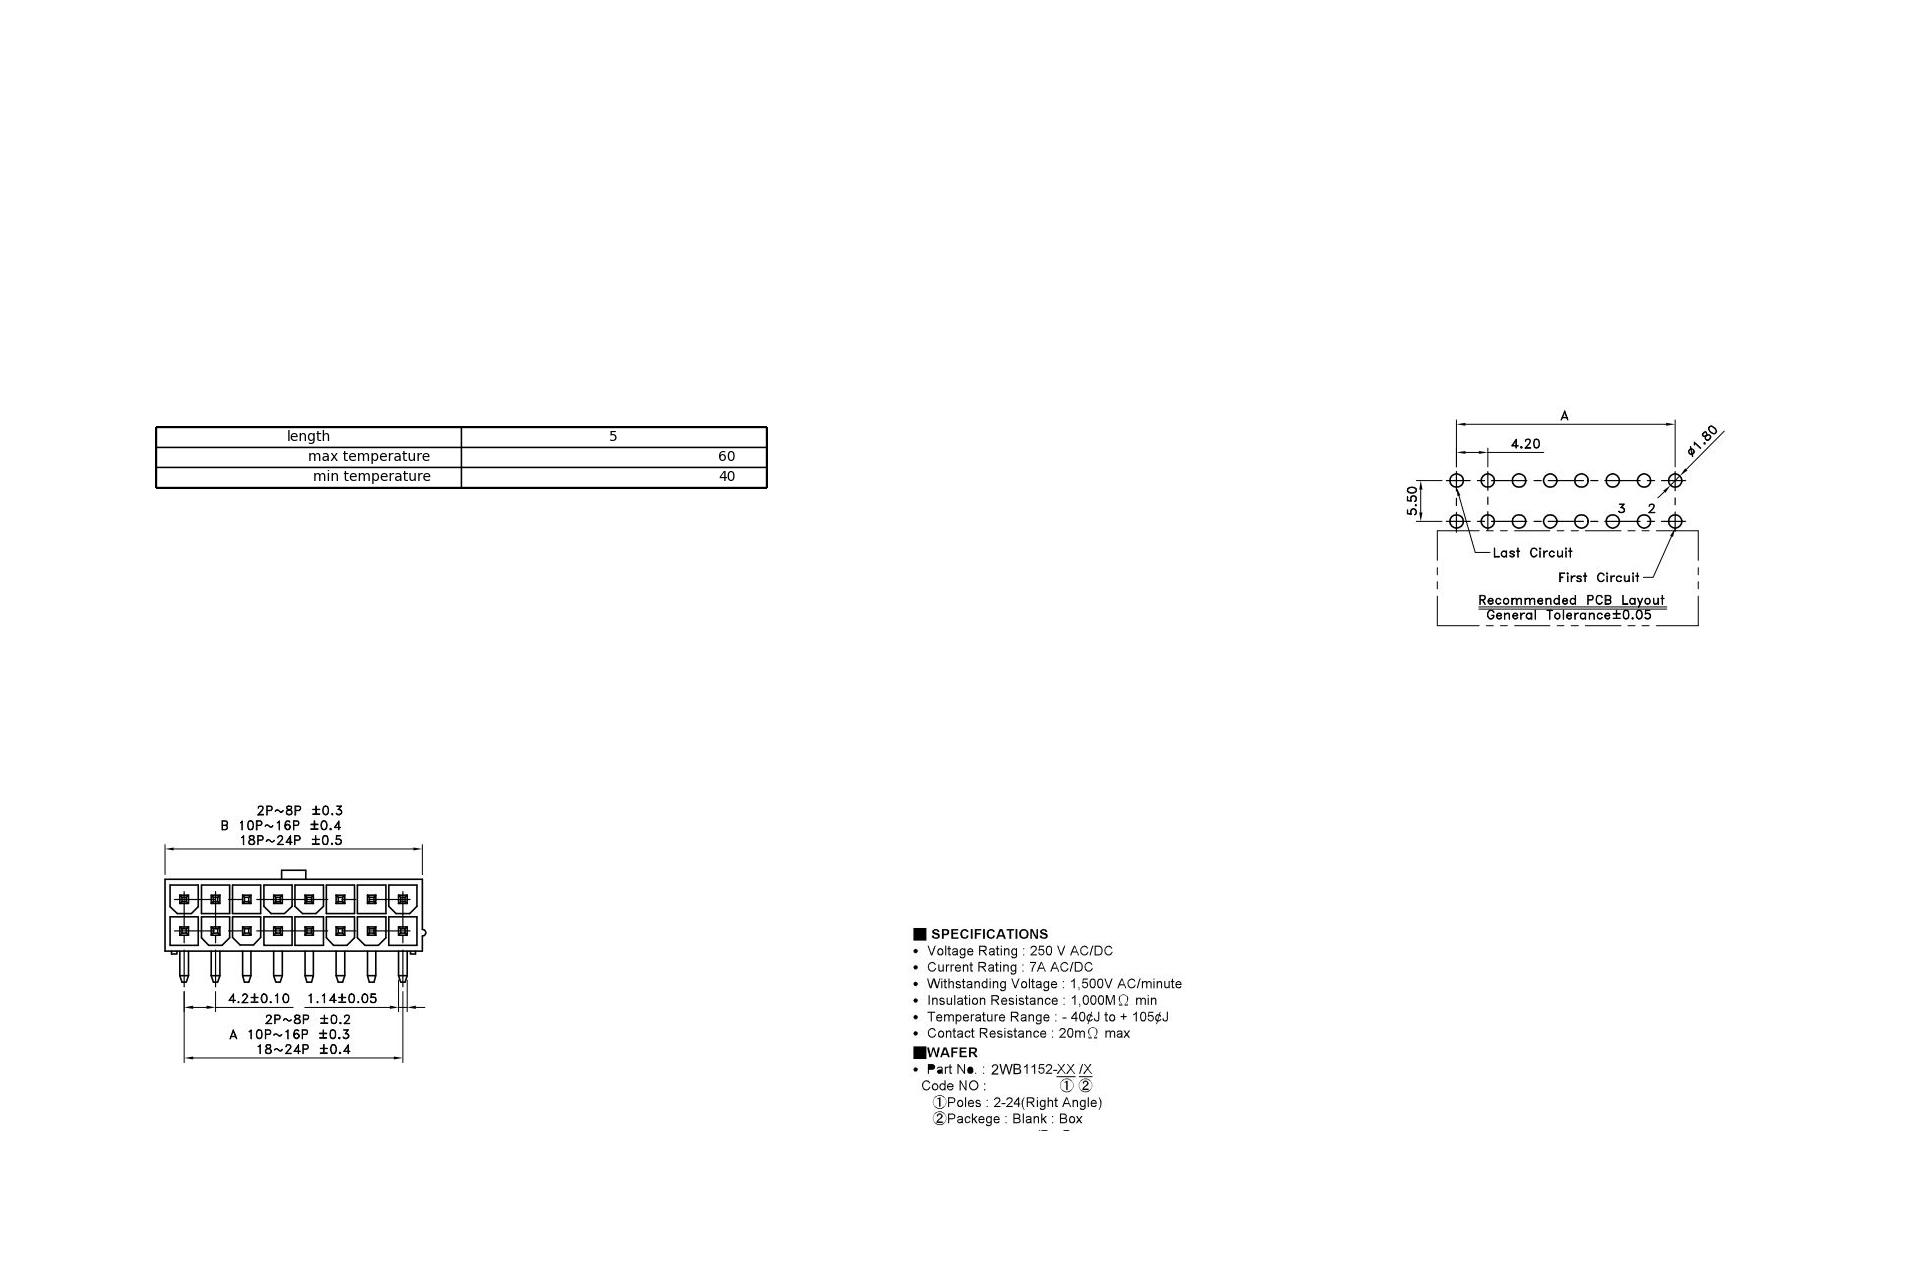 length 5
max temperature 60
min temperature 40
A
4.20
ø1.80
5.50
3 2
Last Circuit
First Circuit
Recommended PCB Layout
General Tolerance±0.05
2P~8P ±0.3
B 10P~16P ±0.4
18P~24P ±0.5
4.2±0.10 1.14±0.05
2P~8P ±0.2
A 10P~16P ±0.3
18~24P ±0.4
■ SPECIFICATIONS
• Voltage Rating : 250 V AC/DC
• Current Rating : 7A AC/DC
• Withstanding Voltage : 1,500V AC/minute
• Insulation Resistance : 1,000MΩ min
• Temperature Range : - 40¢J to + 105¢J
• Contact Resistance : 20mΩ max
■WAFER
• Part No. : 2WB1152-XX /X
Code NO : ① ②
①Poles : 2-24(Right Angle)
②Packege : Blank : Box